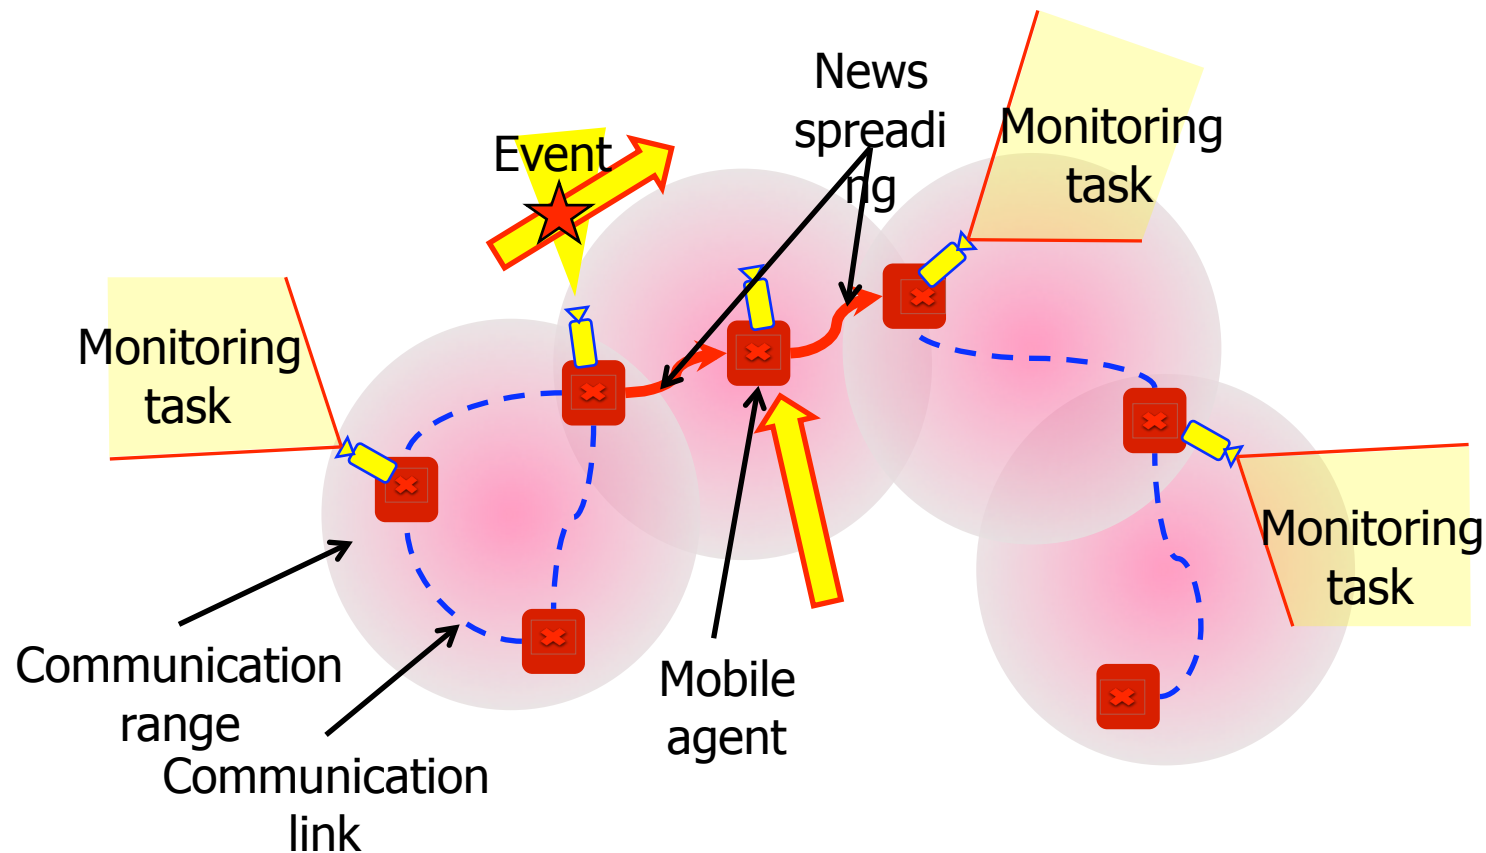 News
spreadi
ng
Monitoring
task
Event
Monitoring
task
Monitoring
task
Communication
range
Communication
link
Mobile
agent